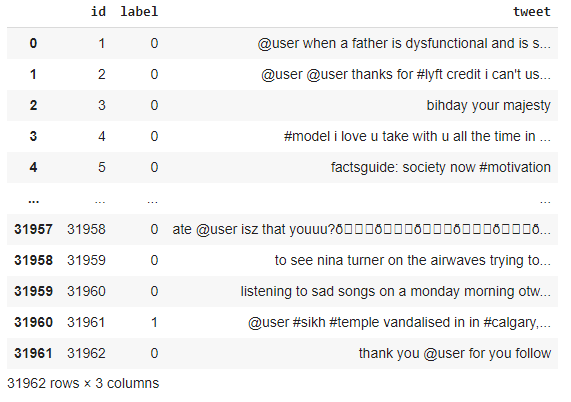 id label tweet
0 1 0 @user when a father is dysfunctional and is s...
1 2 0 @user @user thanks for #lyft credit i can't us...
2 3 0 bihday your majesty
3 4 0 #model i love u take with u all the time in ...
4 5 0 factsguide: society now #motivation
... ... ... ...
31957 31958 0 ate @user isz that youuu?ð□□□ð□□□ð□□□ð□□□ð□□□ð...
31958 31959 0 to see nina turner on the airwaves trying to...
31959 31960 0 listening to sad songs on a monday morning otw...
31960 31961 1 @user #sikh #temple vandalised in in #calgary,...
31961 31962 0 thank you @user for you follow
31962 rows × 3 columns